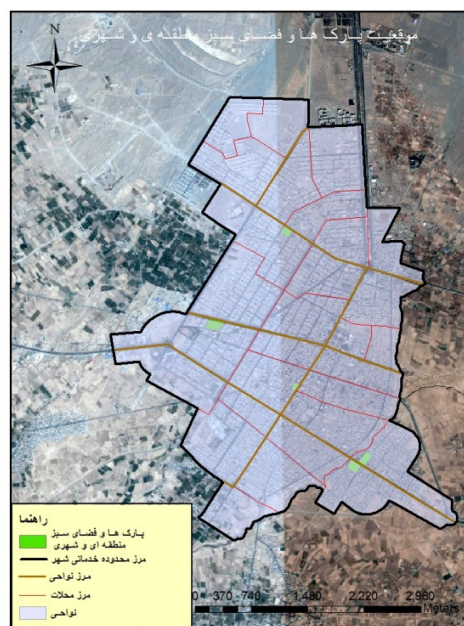 موقعیت پارک ها و فضای سبز منطقه ی و شهری
N
راهنما
پارک ها و فضای سبز
منطقه ای و شهری
مرز محدوده خدماتی شهر
مرز نواحی
مرز محلات
نواحی
0 370 740 1,480 2,220 2,960
Meters